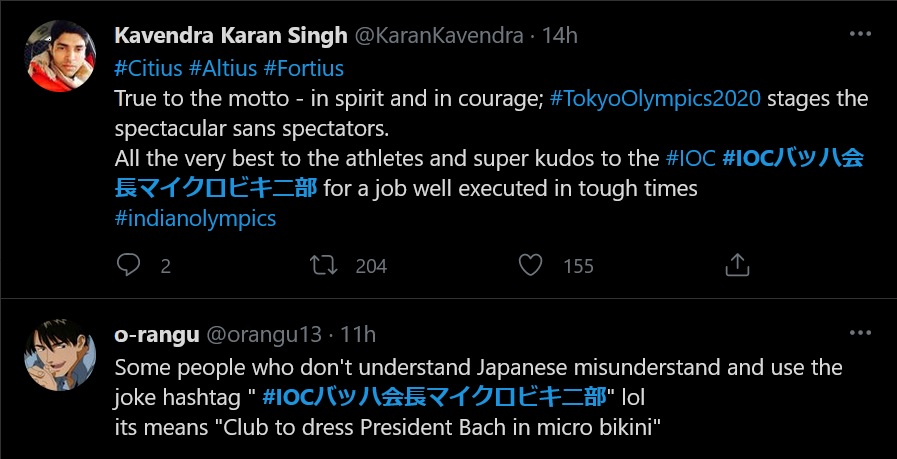 Kavendra Karan Singh @KaranKavendra · 14h
#Citius #Altius #Fortius
True to the motto - in spirit and in courage; #TokyoOlympics2020 stages the
spectacular sans spectators.
All the very best to the athletes and super kudos to the #IOC #IOCバッハ会
長マイクロビキニ部 for a job well executed in tough times
#indianolympics
2 204 155
o-rangu @orangu13 · 11h
Some people who don't understand Japanese misunderstand and use the
joke hashtag " #IOCバッハ会長マイクロビキニ部" lol
its means "Club to dress President Bach in micro bikini"